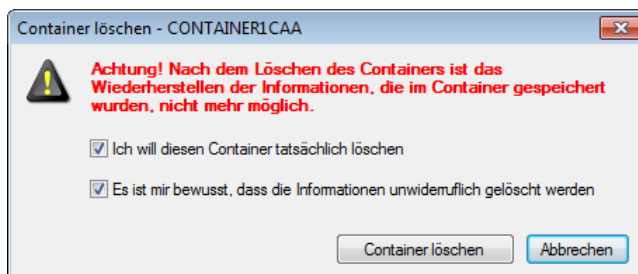 Container löschen - CONTAINER1CAA
Achtung! Nach dem Löschen des Containers ist das
Wiederherstellen der Informationen, die im Container gespeichert
wurden, nicht mehr möglich.
Ich will diesen Container tatsächlich löschen
Es ist mir bewusst, dass die Informationen unwiderruflich gelöscht werden
Container löschen
Abbrechen